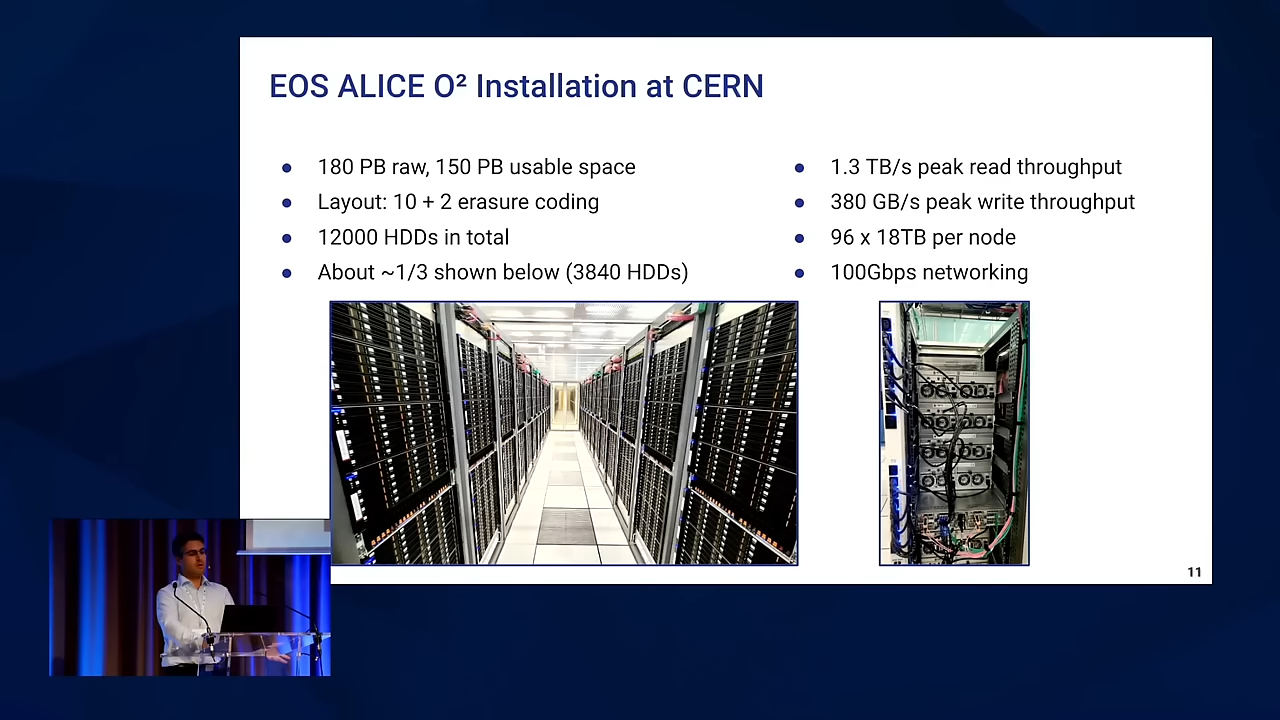 EOS ALICE O² Installation at CERN
● 180 PB raw, 150 PB usable space
● Layout: 10 + 2 erasure coding
● 12000 HDDs in total
● About ~1/3 shown below (3840 HDDs)
● 1.3 TB/s peak read throughput
● 380 GB/s peak write throughput
● 96 x 18TB per node
● 100Gbps networking
11